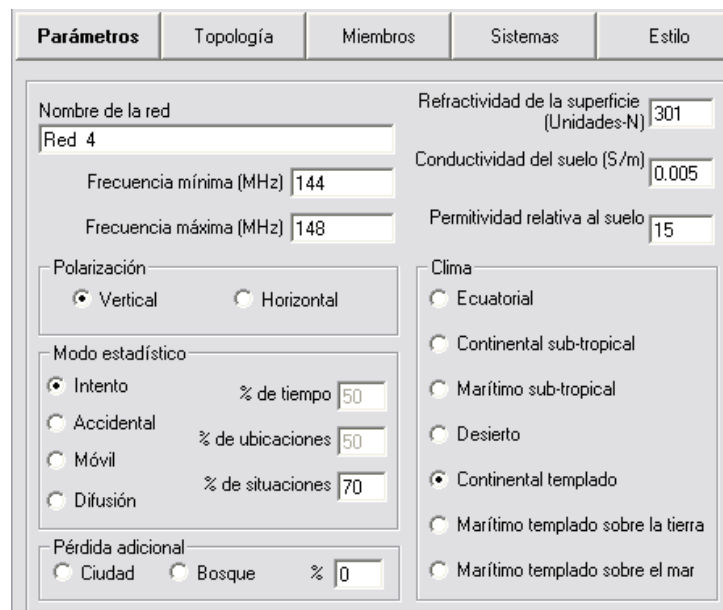 Parámetros Topología Miembros Sistemas Estilo
Nombre de la red
Red 4
Frecuencia mínima (MHz) 144
Frecuencia máxima (MHz) 148
Polarización
Vertical Horizontal
Modo estadístico
Intento
Accidental
Móvil
Difusión
% de tiempo 50
% de ubicaciones 50
% de situaciones 70
Pérdida adicional
Ciudad Bosque % 0
Refractividad de la superficie
(Unidades-N) 301
Conductividad del suelo (S/m) 0.005
Permitividad relativa al suelo 15
Clima
Ecuatorial
Continental sub-tropical
Marítimo sub-tropical
Desierto
Continental templado
Marítimo templado sobre la tierra
Marítimo templado sobre el mar